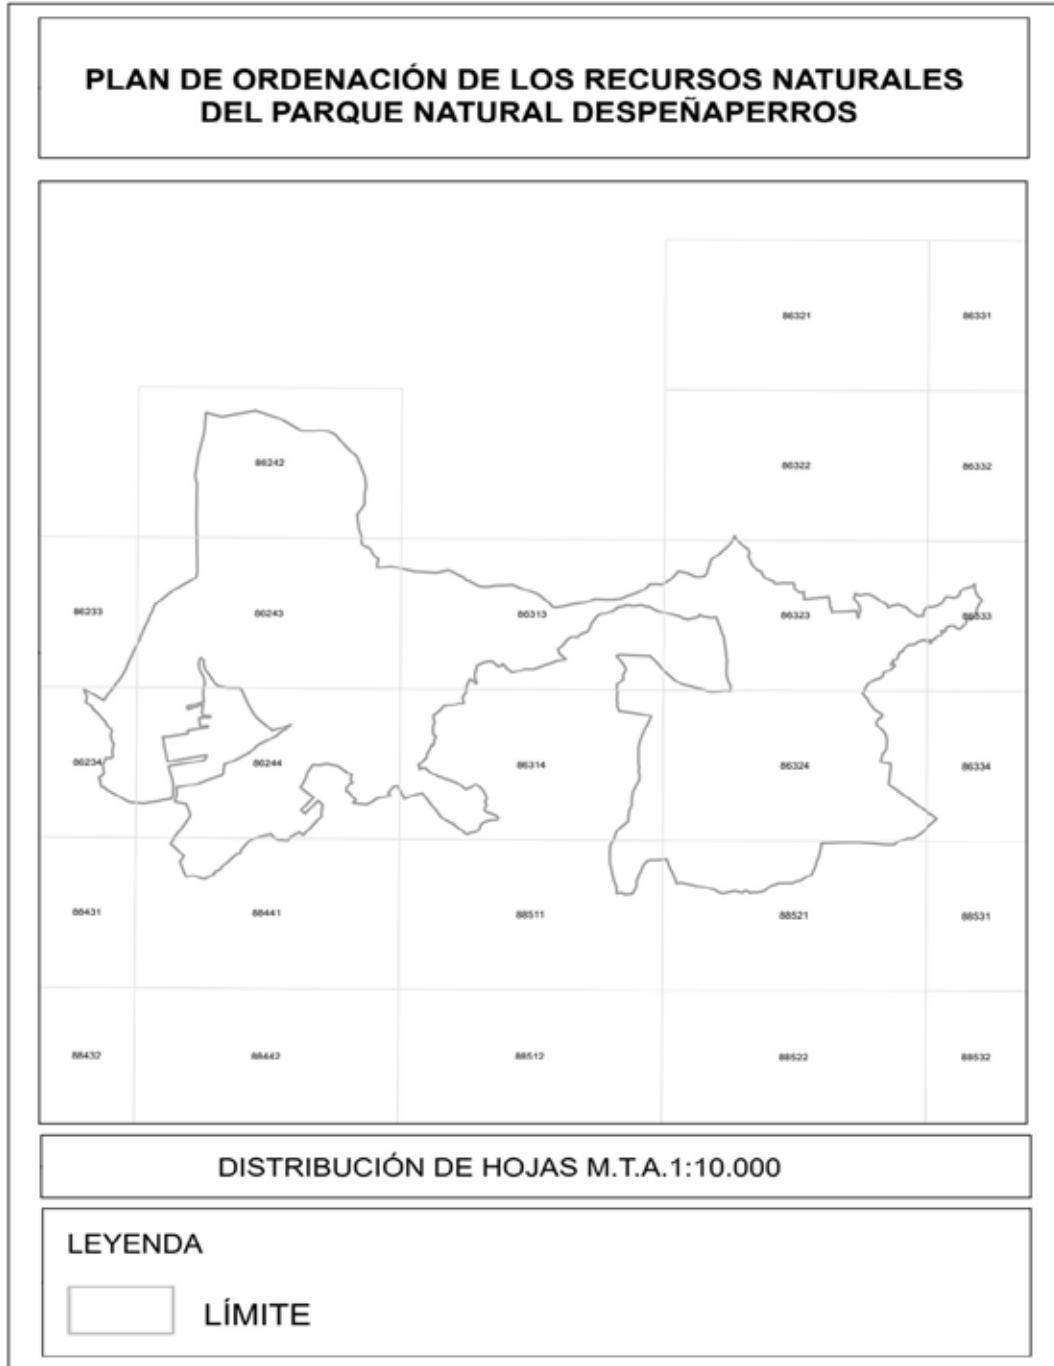 PLAN DE ORDENACIÓN DE LOS RECURSOS NATURALES
DEL PARQUE NATURAL DESPEÑAPERROS
86321 86331
86242 86322 86332
86233 86243 86313 86323 86333
86234 86244 86314 86324 86334
88431 88441 88511 88521 88531
88432 88442 88512 88522 88532
DISTRIBUCIÓN DE HOJAS M.T.A.1:10.000
LEYENDA
LÍMITE